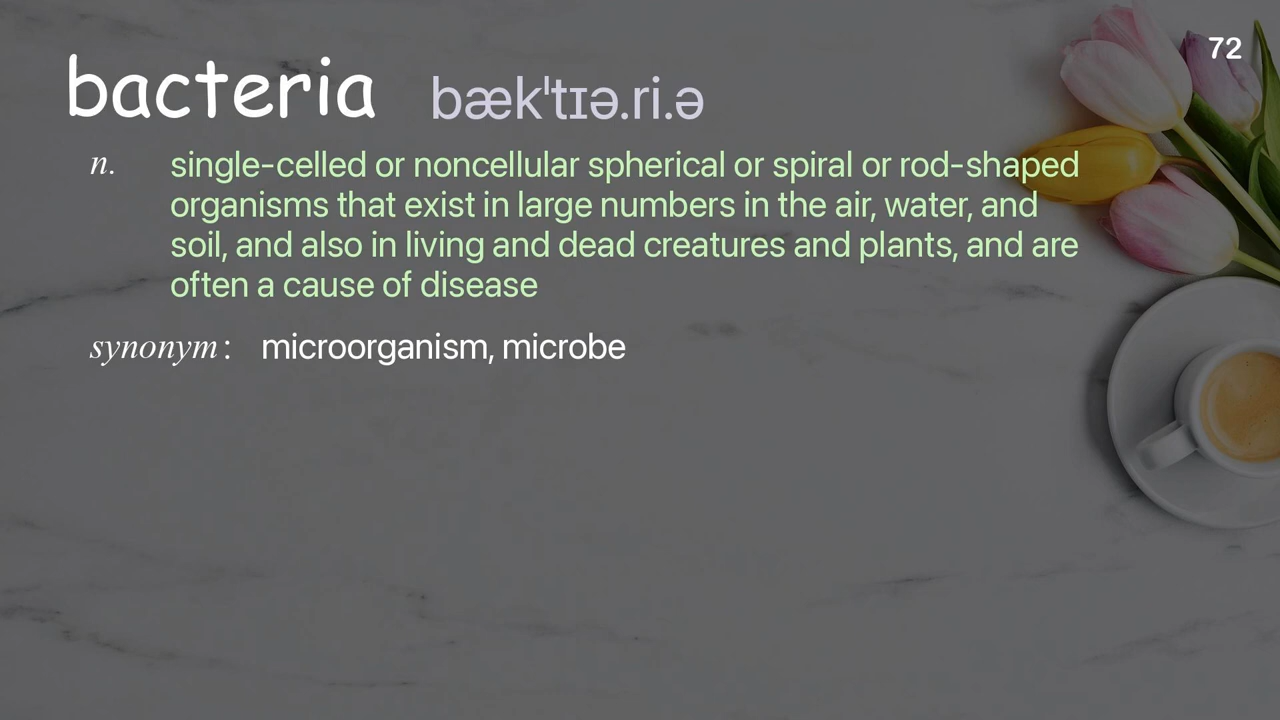 72
bacteria bækˈtɪə.ri.ə
n. single-celled or noncellular spherical or spiral or rod-shaped
organisms that exist in large numbers in the air, water, and
soil, and also in living and dead creatures and plants, and are
often a cause of disease
synonym : microorganism, microbe